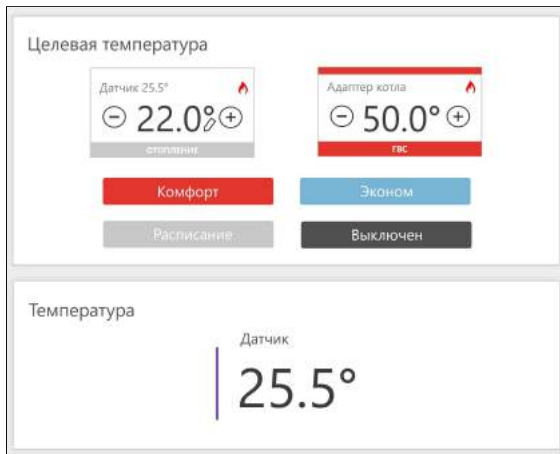 Целевая температура
Датчик 25.5°
22.0°
отопление
Адаптер котла
50.0°
ГВС
Комфорт
Эконом
Расписание
Выключен
Температура
Датчик
25.5°